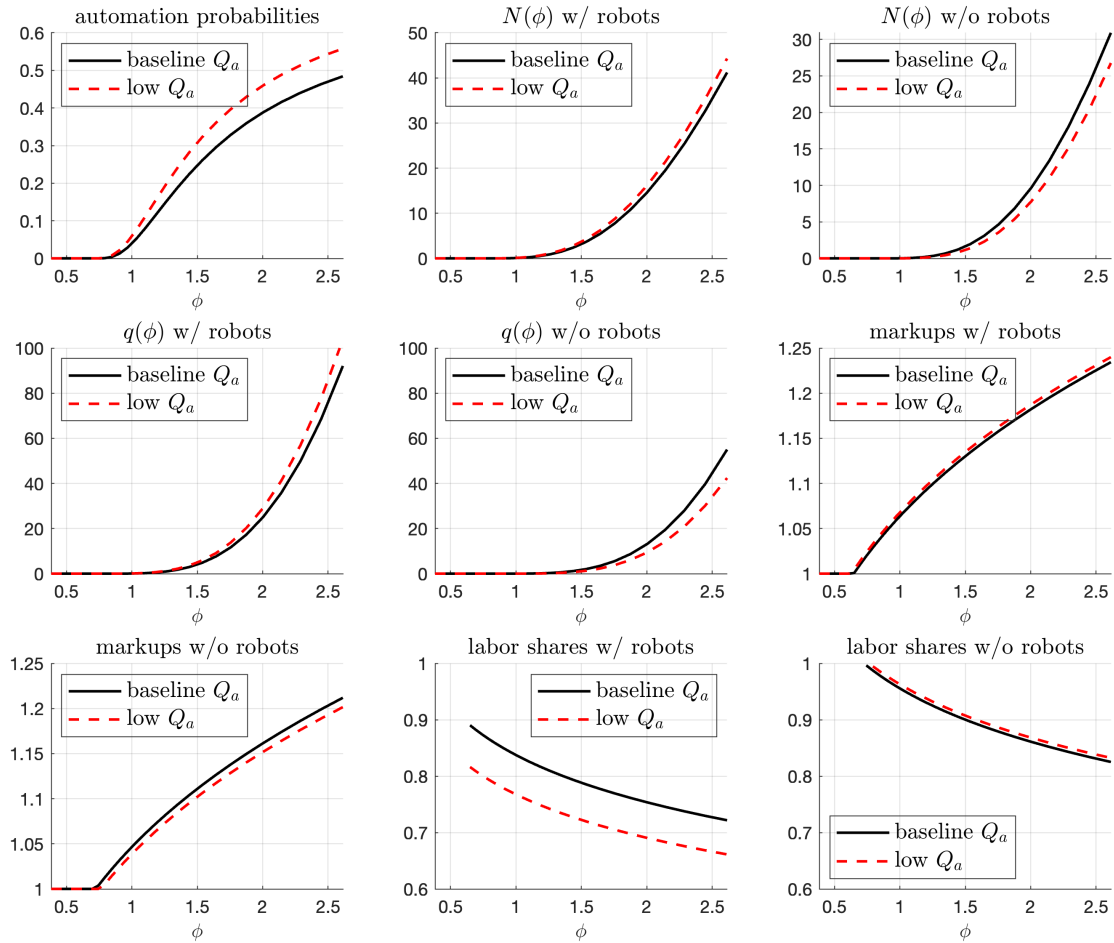 automation probabilities
0.6
0.5
0.4
0.3
0.2
0.1
0
baseline $Q_a$
low $Q_a$
0.5 1 1.5 2 2.5
ϕ
N(ϕ) w/ robots
50
40
30
20
10
0
baseline $Q_a$
low $Q_a$
0.5 1 1.5 2 2.5
ϕ
N(ϕ) w/o robots
30
25
20
15
10
5
0
baseline $Q_a$
low $Q_a$
0.5 1 1.5 2 2.5
ϕ
q(ϕ) w/ robots
100
80
60
40
20
0
baseline $Q_a$
low $Q_a$
0.5 1 1.5 2 2.5
ϕ
q(ϕ) w/o robots
100
80
60
40
20
0
baseline $Q_a$
low $Q_a$
0.5 1 1.5 2 2.5
ϕ
markups w/ robots
1.25
1.2
1.15
1.1
1.05
1
baseline $Q_a$
low $Q_a$
0.5 1 1.5 2 2.5
ϕ
markups w/o robots
1.25
1.2
1.15
1.1
1.05
1
baseline $Q_a$
low $Q_a$
0.5 1 1.5 2 2.5
ϕ
labor shares w/ robots
1
0.9
0.8
0.7
0.6
baseline $Q_a$
low $Q_a$
0.5 1 1.5 2 2.5
ϕ
labor shares w/o robots
1
0.9
0.8
0.7
0.6
baseline $Q_a$
low $Q_a$
0.5 1 1.5 2 2.5
ϕ